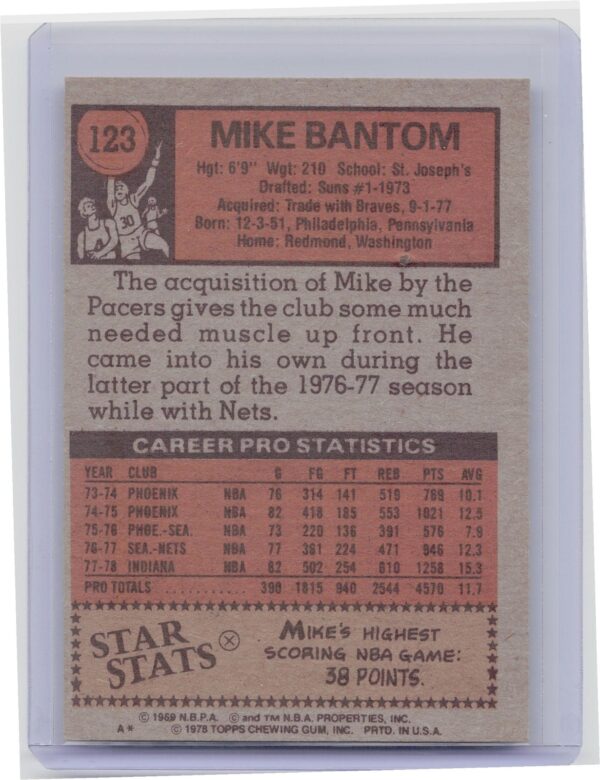 123
MIKE BANTOM
Hgt: 6'9" Wgt: 210 School: St. Joseph's
Drafted: Suns #1-1973
Acquired: Trade with Braves, 9-1-77
Born: 12-3-51, Philadelphia, Pennsylvania
Home: Redmond, Washington
30
The acquisition of Mike by the
Pacers gives the club some much
needed muscle up front. He
came into his own during the
latter part of the 1976-77 season
while with Nets.
CAREER PRO STATISTICS
YEAR CLUB G FG FT REB PTS AVG
73-74 PHOENIX NBA 76 314 141 519 769 10.1
74-75 PHOENIX NBA 82 418 185 553 1021 12.5
75-76 PHOE.-SEA. NBA 73 220 136 391 576 7.9
76-77 SEA.-NETS NBA 77 361 224 471 946 12.3
77-78 INDIANA NBA 82 502 254 610 1258 15.3
PRO TOTALS ............ 390 1815 940 2544 4570 11.7
STAR
STATS
MIKE'S HIGHEST
SCORING NBA GAME:
38 POINTS.
© 1969 N.B.P.A. © and TM N.B.A. PROPERTIES, INC.
A* © 1978 TOPPS CHEWING GUM, INC. PRTD. IN U.S.A.